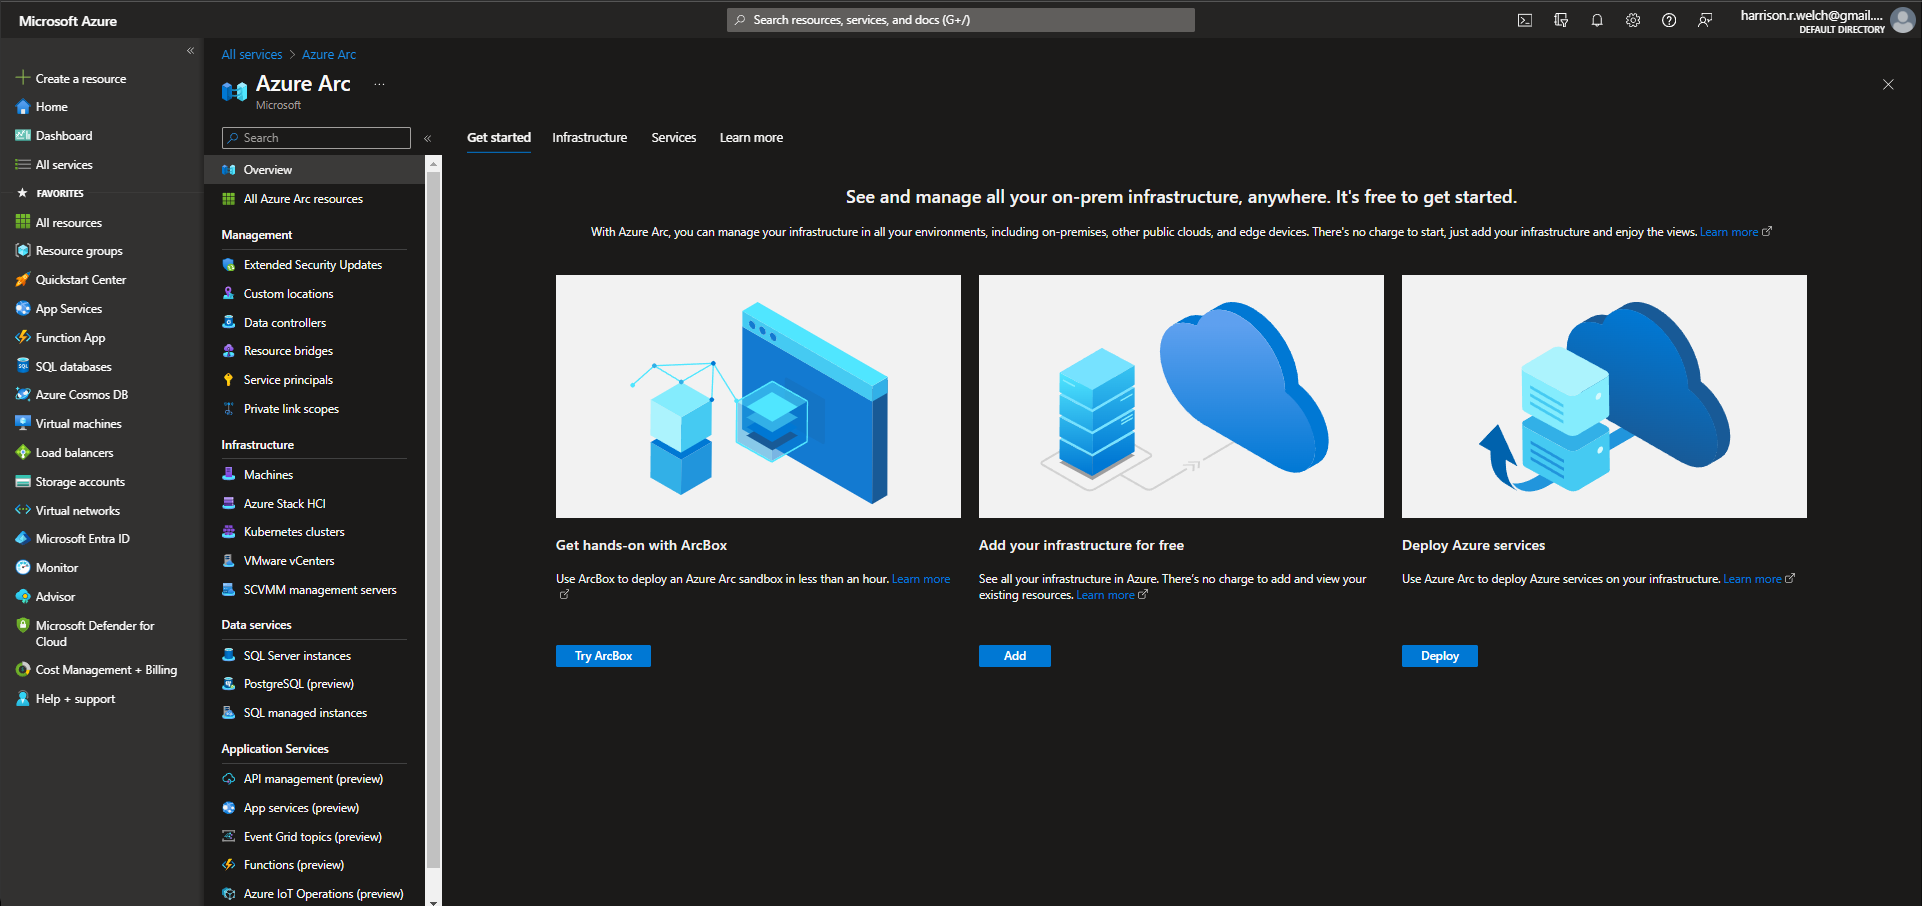 Microsoft Azure
Search resources, services, and docs (G+/)
harrison.r.welch@gmail....
DEFAULT DIRECTORY
Create a resource
Home
Dashboard
All services
FAVORITES
All resources
Resource groups
Quickstart Center
App Services
Function App
SQL databases
Azure Cosmos DB
Virtual machines
Load balancers
Storage accounts
Virtual networks
Microsoft Entra ID
Monitor
Advisor
Microsoft Defender for
Cloud
Cost Management + Billing
Help + support
All services > Azure Arc
Azure Arc ...
Microsoft
Search
Overview
All Azure Arc resources
Management
Extended Security Updates
Custom locations
Data controllers
Resource bridges
Service principals
Private link scopes
Infrastructure
Machines
Azure Stack HCI
Kubernetes clusters
VMware vCenters
SCVMM management servers
Data services
SQL Server instances
PostgreSQL (preview)
SQL managed instances
Application Services
API management (preview)
App services (preview)
Event Grid topics (preview)
Functions (preview)
Azure IoT Operations (preview)
Get started Infrastructure Services Learn more
See and manage all your on-prem infrastructure, anywhere. It's free to get started.
With Azure Arc, you can manage your infrastructure in all your environments, including on-premises, other public clouds, and edge devices. There's no charge to start, just add your infrastructure and enjoy the views. Learn more
Get hands-on with ArcBox
Use ArcBox to deploy an Azure Arc sandbox in less than an hour. Learn more
Try ArcBox
Add your infrastructure for free
See all your infrastructure in Azure. There's no charge to add and view your
existing resources. Learn more
Add
Deploy Azure services
Use Azure Arc to deploy Azure services on your infrastructure. Learn more
Deploy